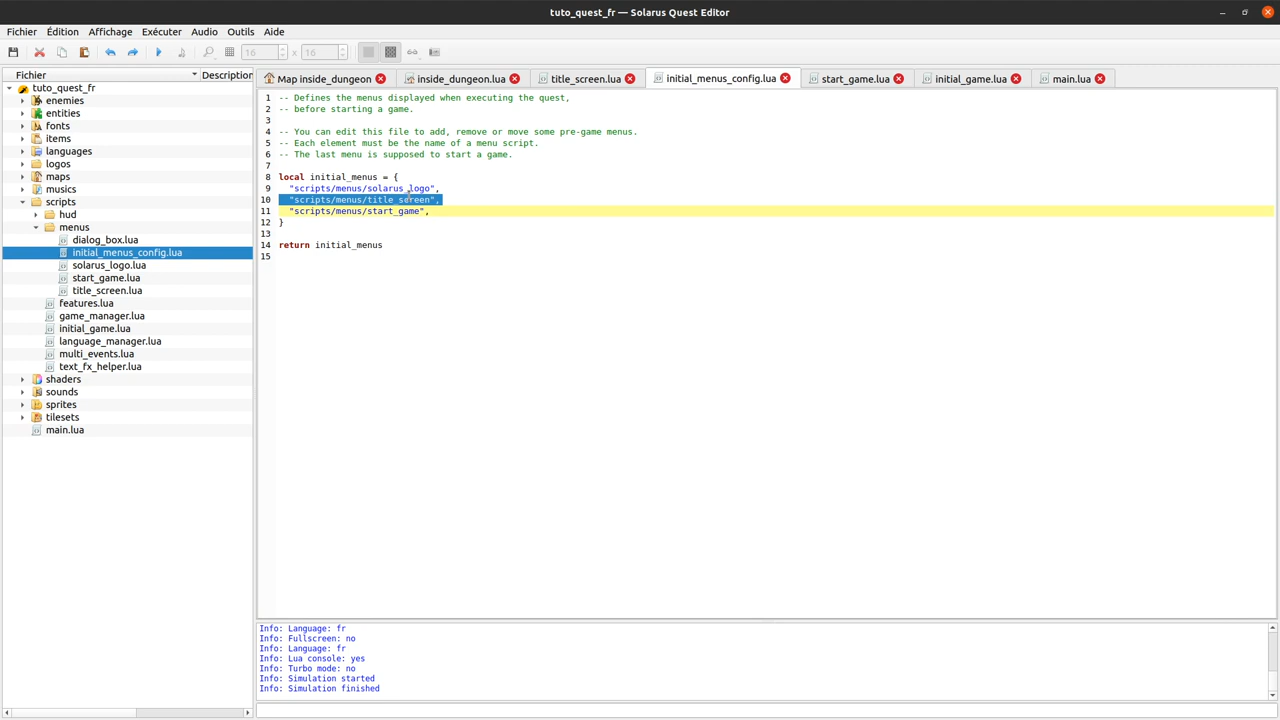 tuto_quest_fr — Solarus Quest Editor
Fichier Édition Affichage Exécuter Audio Outils Aide
16 x 16
Fichier Description
Map inside_dungeon inside_dungeon.lua title_screen.lua initial_menus_config.lua start_game.lua initial_game.lua main.lua
tuto_quest_fr
enemies
entities
fonts
items
languages
logos
maps
musics
scripts
hud
menus
dialog_box.lua
initial_menus_config.lua
solarus_logo.lua
start_game.lua
title_screen.lua
features.lua
game_manager.lua
initial_game.lua
language_manager.lua
multi_events.lua
text_fx_helper.lua
shaders
sounds
sprites
tilesets
main.lua
1 -- Defines the menus displayed when executing the quest,
2 -- before starting a game.
3
4 -- You can edit this file to add, remove or move some pre-game menus.
5 -- Each element must be the name of a menu script.
6 -- The last menu is supposed to start a game.
7
8 local initial_menus = {
9 "scripts/menus/solarus_logo",
10 "scripts/menus/title_screen",
11 "scripts/menus/start_game",
12 }
13
14 return initial_menus
15
Info: Language: fr
Info: Fullscreen: no
Info: Language: fr
Info: Lua console: yes
Info: Turbo mode: no
Info: Simulation started
Info: Simulation finished